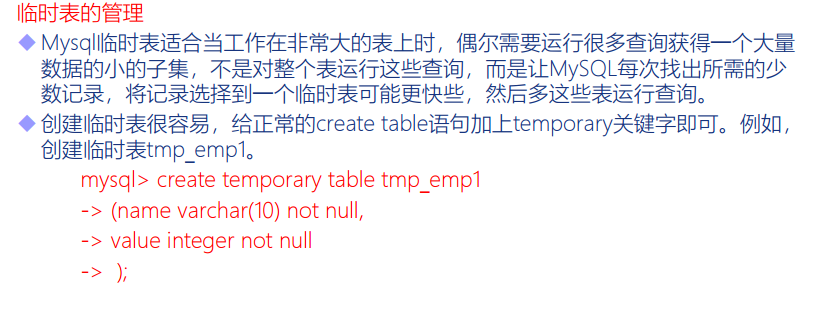 临时表的管理
Mysql临时表适合当工作在非常大的表上时，偶尔需要运行很多查询获得一个大量
数据的小的子集，不是对整个表运行这些查询，而是让MySQL每次找出所需的少
数记录，将记录选择到一个临时表可能更快些，然后多这些表运行查询。
创建临时表很容易，给正常的create table语句加上temporary关键字即可。例如，
创建临时表tmp_emp1。
mysql> create temporary table tmp_emp1
-> (name varchar(10) not null,
-> value integer not null
-> );